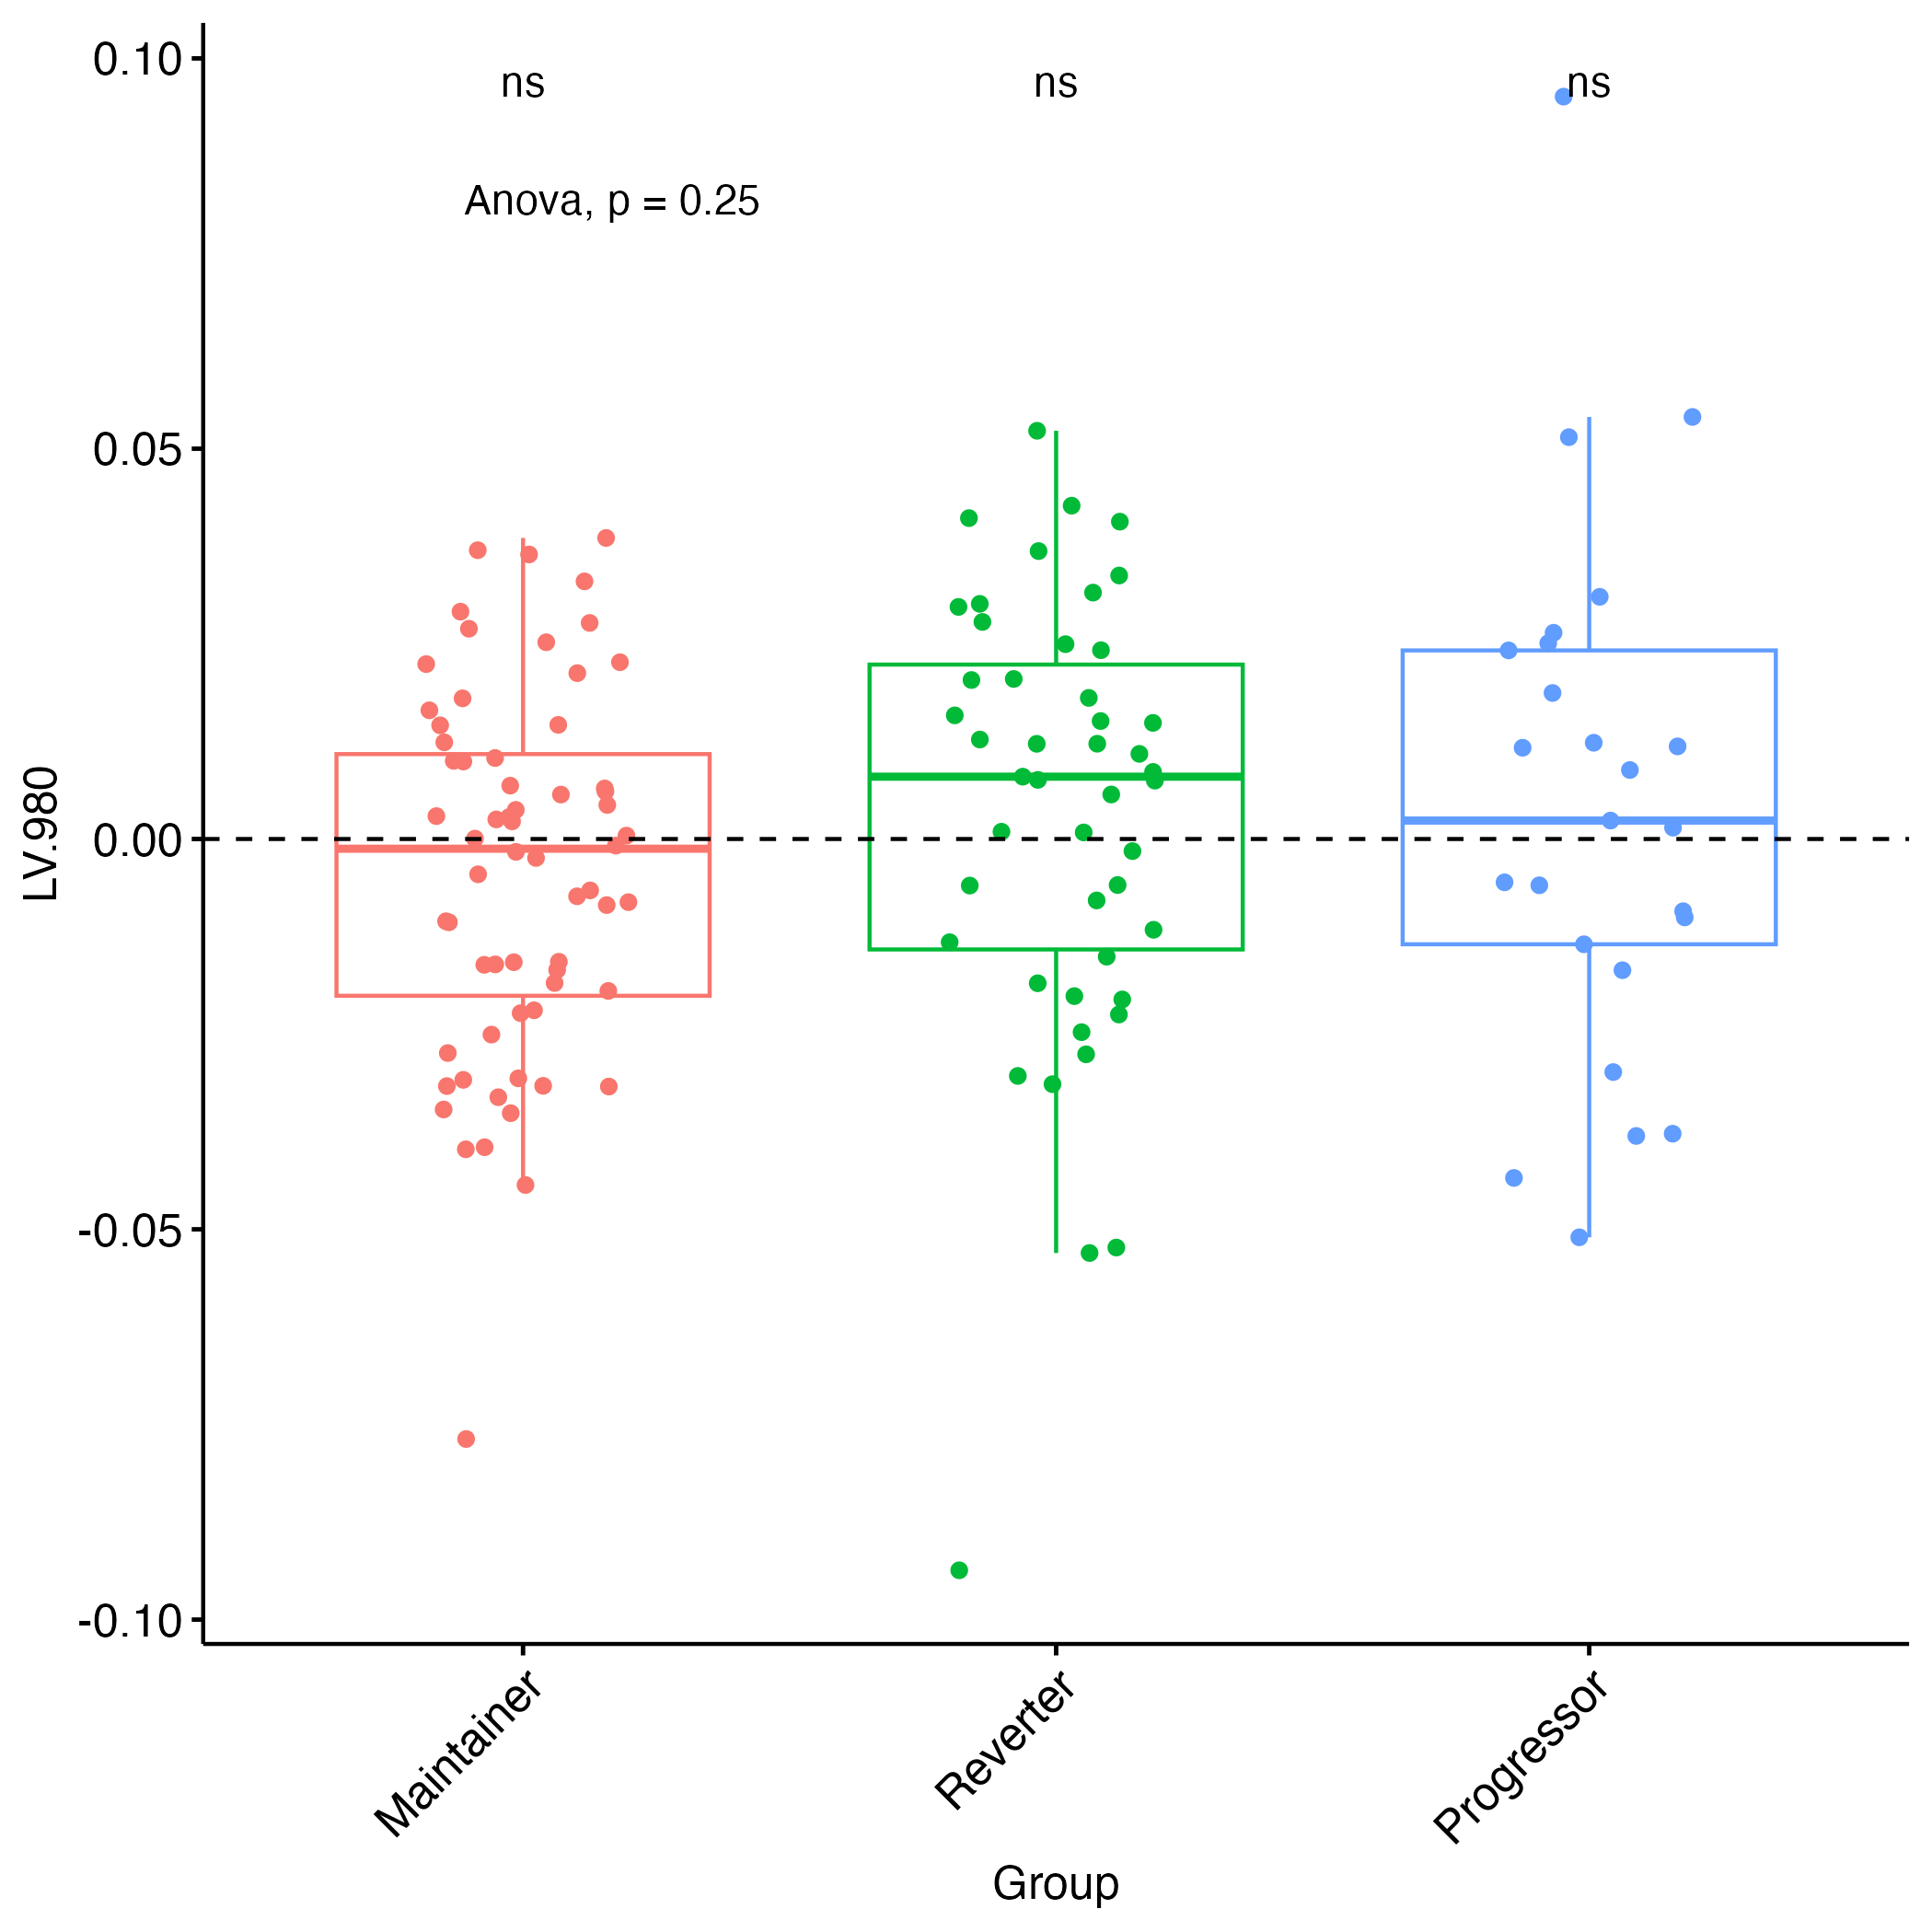 0.10
0.05
0.00
-0.05
-0.10
LV.980
ns
ns
ns
Anova, p = 0.25
Maintainer
Reverter
Progressor
Group